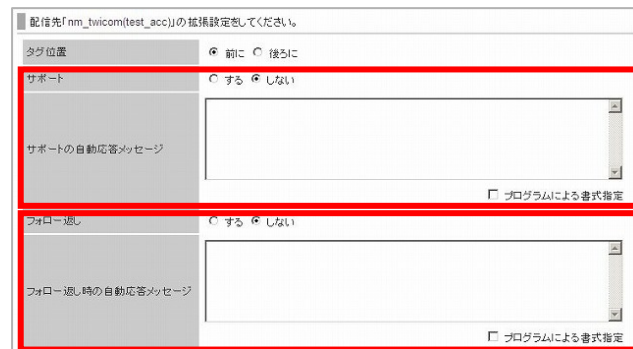 配信先「nm_twicom(test_acc)」の拡張設定をしてください。
タグ位置 前に 後ろに
サポート する しない
サポートの自動応答メッセージ
プログラムによる書式指定
フォロー返し する しない
フォロー返し時の自動応答メッセージ
プログラムによる書式指定